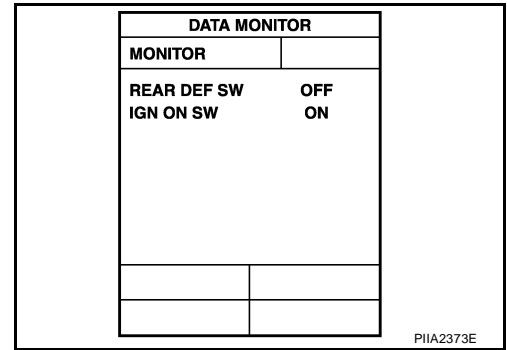 DATA MONITOR
MONITOR
REAR DEF SW OFF
IGN ON SW ON
PIIA2373E